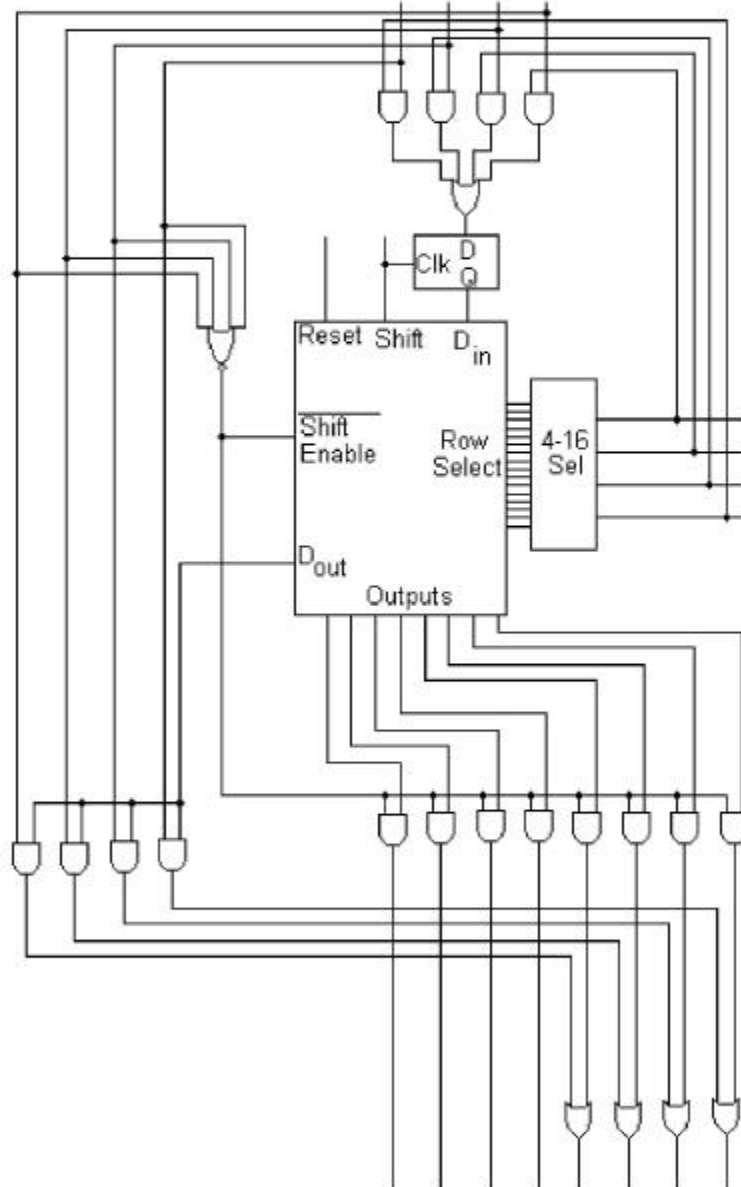 D
Clk
Q
Reset Shift D in
Shift
Enable
Row
Select
4-16
Sel
D out
Outputs